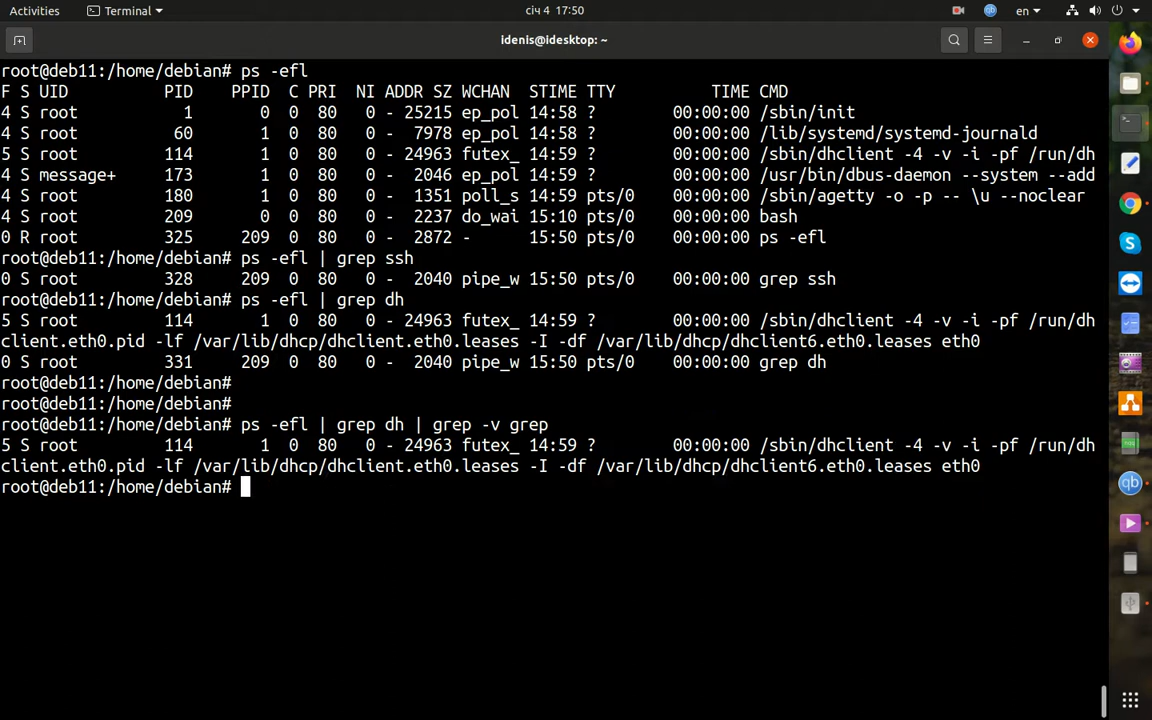 Activities
Terminal
січ 4 17:50
en
idenis@idesktop: ~
root@deb11:/home/debian# ps -efl
F S UID        PID    PPID  C PRI  NI ADDR SZ WCHAN  STIME TTY          TIME CMD
4 S root         1       0  0  80   0 - 25215 ep_pol 14:58 ?        00:00:00 /sbin/init
4 S root        60       1  0  80   0 -  7978 ep_pol 14:58 ?        00:00:00 /lib/systemd/systemd-journald
5 S root       114       1  0  80   0 - 24963 futex_ 14:59 ?        00:00:00 /sbin/dhclient -4 -v -i -pf /run/dh
4 S message+   173       1  0  80   0 -  2046 ep_pol 14:59 ?        00:00:00 /usr/bin/dbus-daemon --system --add
4 S root       180       1  0  80   0 -  1351 poll_s 14:59 pts/0    00:00:00 /sbin/agetty -o -p -- \u --noclear
4 S root       209       0  0  80   0 -  2237 do_wai 15:10 pts/0    00:00:00 bash
0 R root       325     209  0  80   0 -  2872 -      15:50 pts/0    00:00:00 ps -efl
root@deb11:/home/debian# ps -efl | grep ssh
0 S root       328     209  0  80   0 -  2040 pipe_w 15:50 pts/0    00:00:00 grep ssh
root@deb11:/home/debian# ps -efl | grep dh
5 S root       114       1  0  80   0 - 24963 futex_ 14:59 ?        00:00:00 /sbin/dhclient -4 -v -i -pf /run/dh
client.eth0.pid -lf /var/lib/dhcp/dhclient.eth0.leases -I -df /var/lib/dhcp/dhclient6.eth0.leases eth0
0 S root       331     209  0  80   0 -  2040 pipe_w 15:50 pts/0    00:00:00 grep dh
root@deb11:/home/debian#
root@deb11:/home/debian#
root@deb11:/home/debian# ps -efl | grep dh | grep -v grep
5 S root       114       1  0  80   0 - 24963 futex_ 14:59 ?        00:00:00 /sbin/dhclient -4 -v -i -pf /run/dh
client.eth0.pid -lf /var/lib/dhcp/dhclient.eth0.leases -I -df /var/lib/dhcp/dhclient6.eth0.leases eth0
root@deb11:/home/debian#
qb